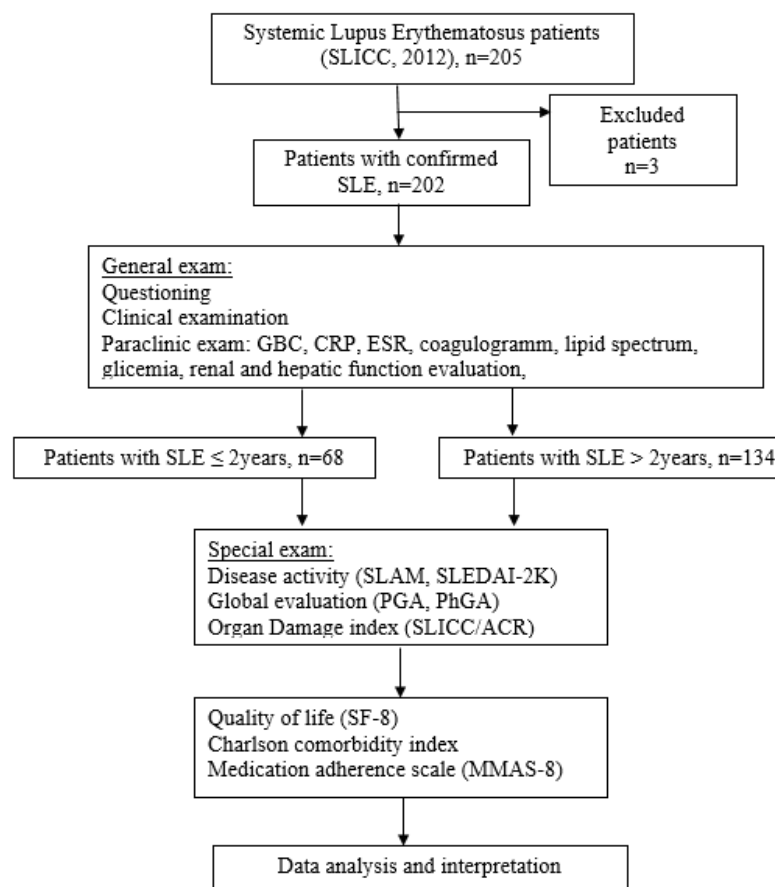 Systemic Lupus Erythematosus patients
(SLICC, 2012), n=205
Excluded
patients
n=3
Patients with confirmed
SLE, n=202
General exam:
Questioning
Clinical examination
Paraclinic exam: GBC, CRP, ESR, coagulogramm, lipid spectrum,
glicemia, renal and hepatic function evaluation,
Patients with SLE ≤ 2years, n=68
Patients with SLE > 2years, n=134
Special exam:
Disease activity (SLAM, SLEDAI-2K)
Global evaluation (PGA, PhGA)
Organ Damage index (SLICC/ACR)
Quality of life (SF-8)
Charlson comorbidity index
Medication adherence scale (MMAS-8)
Data analysis and interpretation